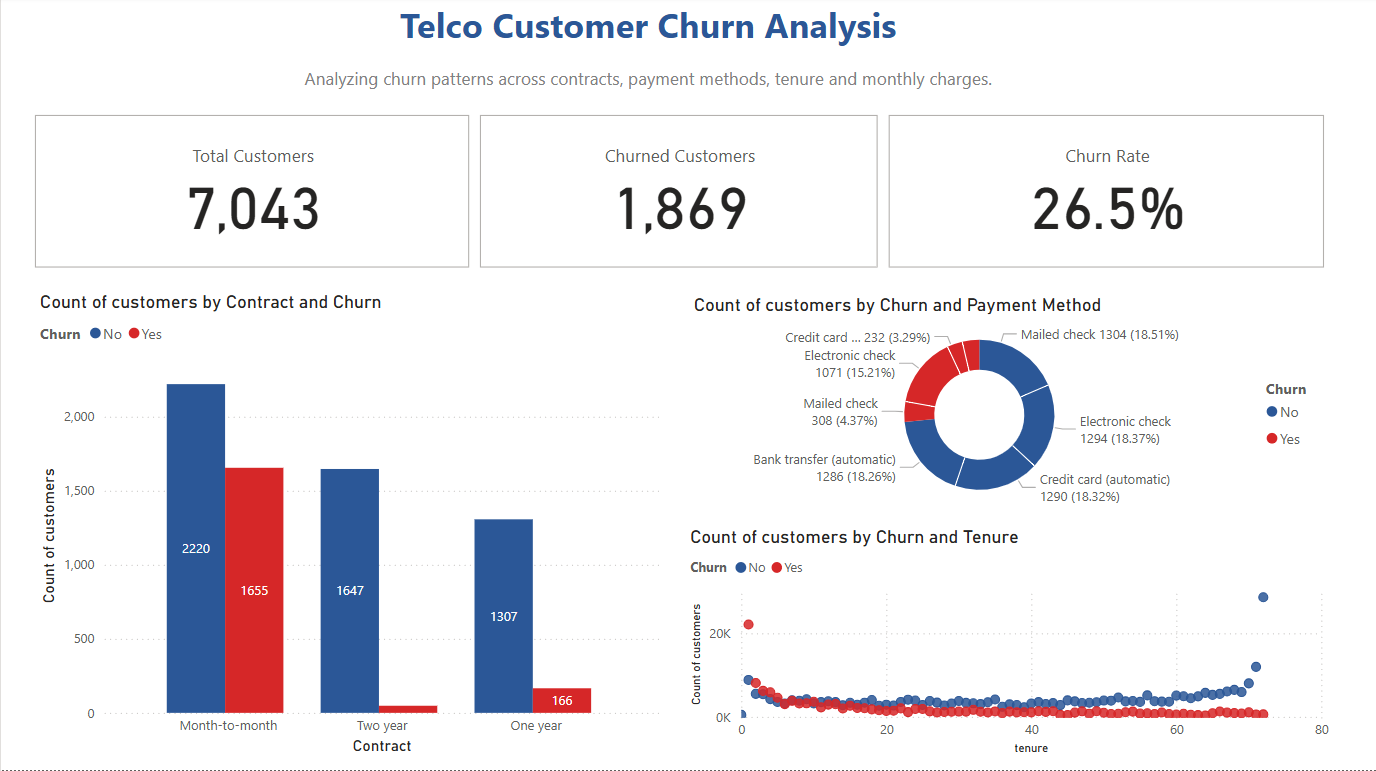 Telco Customer Churn Analysis
Analyzing churn patterns across contracts, payment methods, tenure and monthly charges.
Total Customers
7,043
Churned Customers
1,869
Churn Rate
26.5%
Count of customers by Contract and Churn
Churn No Yes
Count of customers
2,000
1,500
1,000
500
0
2220
1655
1647
1307
166
Month-to-month
Two year
One year
Contract
Count of customers by Churn and Payment Method
Credit card ... 232 (3.29%)
Mailed check 1304 (18.51%)
Electronic check
1071 (15.21%)
Mailed check
308 (4.37%)
Bank transfer (automatic)
1286 (18.26%)
Electronic check
1294 (18.37%)
Credit card (automatic)
1290 (18.32%)
Churn
No
Yes
Count of customers by Churn and Tenure
Churn No Yes
Count of customers
20K
0K
0
20
40
60
80
tenure